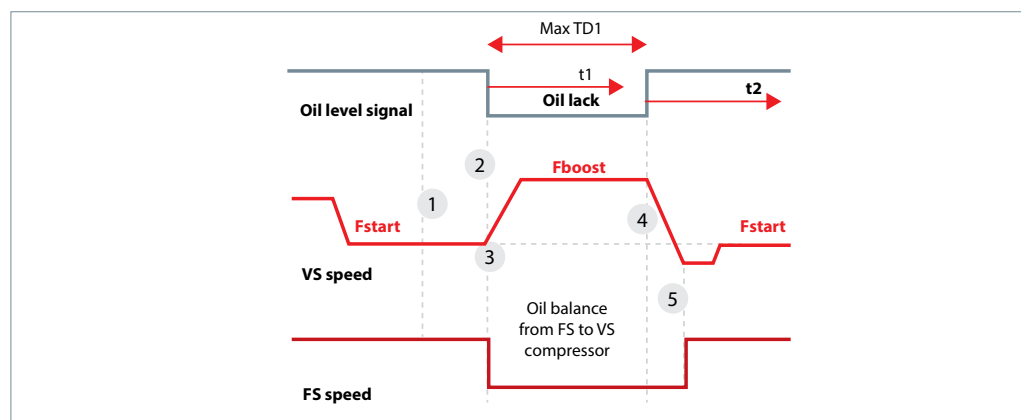 Max TD1
t1
t2
Oil lack
Oil level signal
2
Fboost
1
4
Fstart
Fstart
3
VS speed
5
Oil balance
from FS to VS
compressor
FS speed